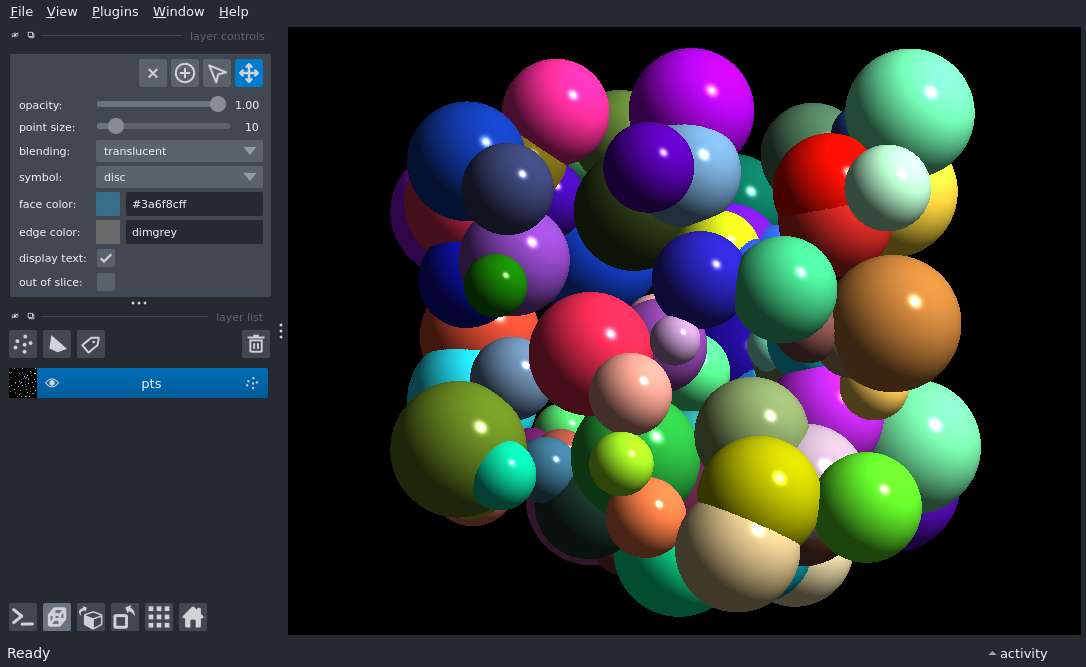 File View Plugins Window Help
layer controls
opacity: 1.00
point size: 10
blending: translucent
symbol: disc
face color: #3a6f8cff
edge color: dimgrey
display text:
out of slice:
layer list
pts
Ready
activity